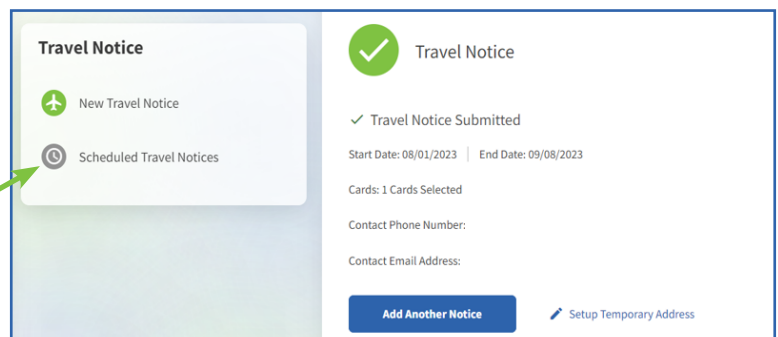 Travel Notice
New Travel Notice
Scheduled Travel Notices
Travel Notice
Travel Notice Submitted
Start Date: 08/01/2023 | End Date: 09/08/2023
Cards: 1 Cards Selected
Contact Phone Number:
Contact Email Address:
Add Another Notice
Setup Temporary Address